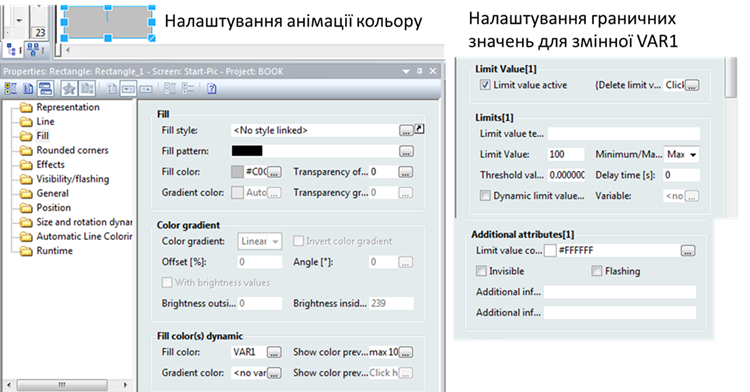 Налаштування анімації кольору
Налаштування граничних
значень для змінної VAR1
23
Properties: Rectangle: Rectangle_1 - Screen: Start-Pic - Project: BOOK
Representation
Line
Fill
Rounded corners
Effects
Visibility/flashing
General
Position
Size and rotation dynar
Automatic Line Colorin
Runtime
Fill
Fill style: <No style linked> ...
Fill pattern: ...
Fill color: #C0C ... Transparency of... 0 ...
Gradient color: Auto ... Transparency gr... 0 ...
Color gradient
Color gradient: Linear Invert color gradient
Offset [%]: 0 Angle [°]: 0 ...
With brightness values
Brightness outsi... 0 Brightness insid... 239
Fill color(s) dynamic
Fill color: VAR1 ... Show color prev... max 10 ...
Gradient color: <no var ... Show color prev... Click h ...
Limit Value[1]
Limit value active {Delete limit v... Click ...
Limits[1]
Limit value te...
Limit Value: 100 Minimum/Ma... Max
Threshold val... 0.00000C Delay time [s]: 0
Dynamic limit value... Variable: <no ...
Additional attributes[1]
Limit value co... #FFFFFF ...
Invisible Flashing
Additional inf...
Additional inf...